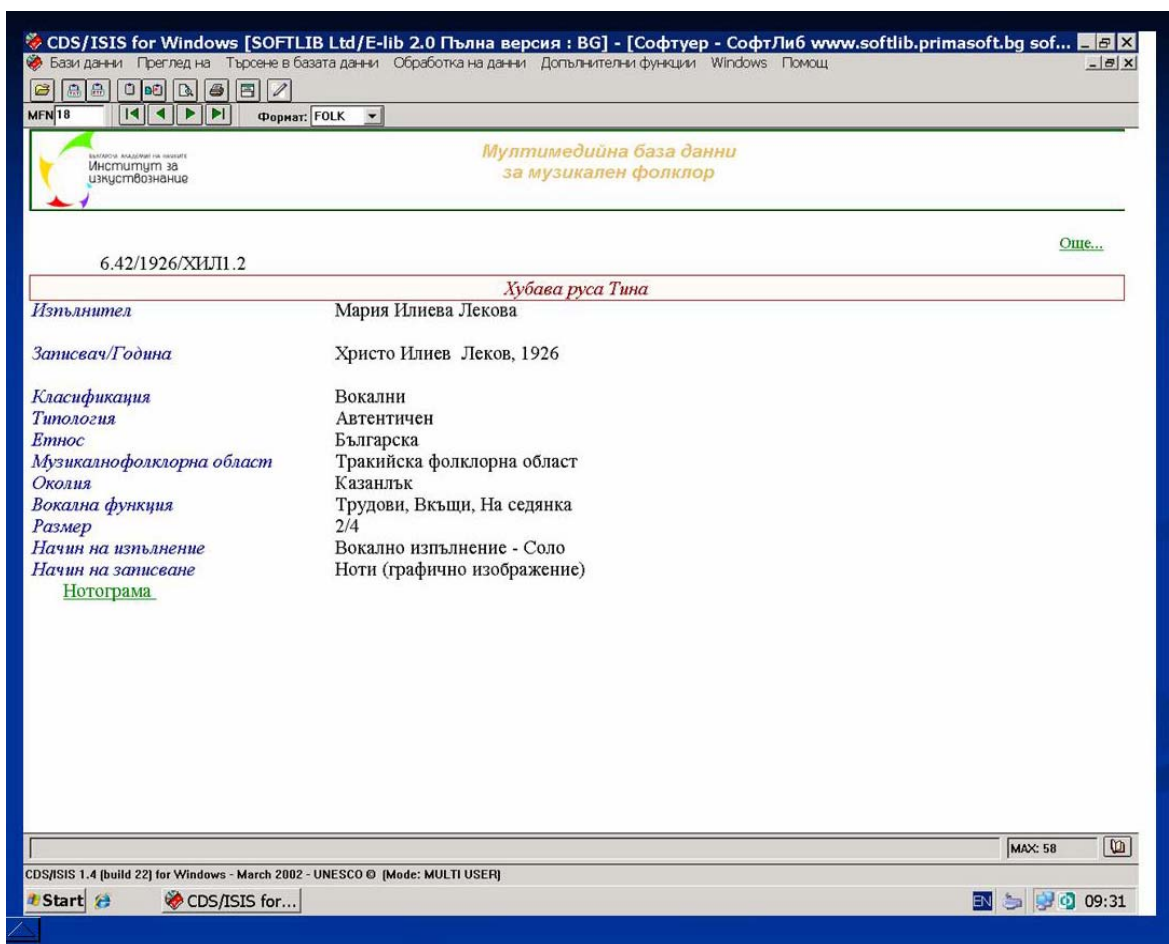 CDS/ISIS for Windows [SOFTLIB Ltd/E-lib 2.0 Пълна версия : BG] - [Софтуер - СофтЛиб www.softlib.primasoft.bg sof...
Бази данни Преглед на Търсене в базата данни Обработка на данни Допълнителни функции Windows Помощ
MFN 18 Формат: FOLK
БЪЛГАРСКА АКАДЕМИЯ НА НАУКИТЕ
Институт за
изкуствознание
Мултимедийна база данни
за музикален фолклор
Още...
6.42/1926/ХИЛ1.2
Хубава руса Тина
Изпълнител Мария Илиева Лекова
Записвач/Година Христо Илиев Леков, 1926
Класификация Вокални
Типология Автентичен
Етнос Българска
Музикалнофолклорна област Тракийска фолклорна област
Околия Казанлък
Вокална функция Трудови, Вкъщи, На седянка
Размер 2/4
Начин на изпълнение Вокално изпълнение - Соло
Начин на записване Ноти (графично изображение)
Нотограма
MAX: 58
CDS/ISIS 1.4 (build 22) for Windows - March 2002 - UNESCO © (Mode: MULTI USER)
Start CDS/ISIS for... EN 09:31